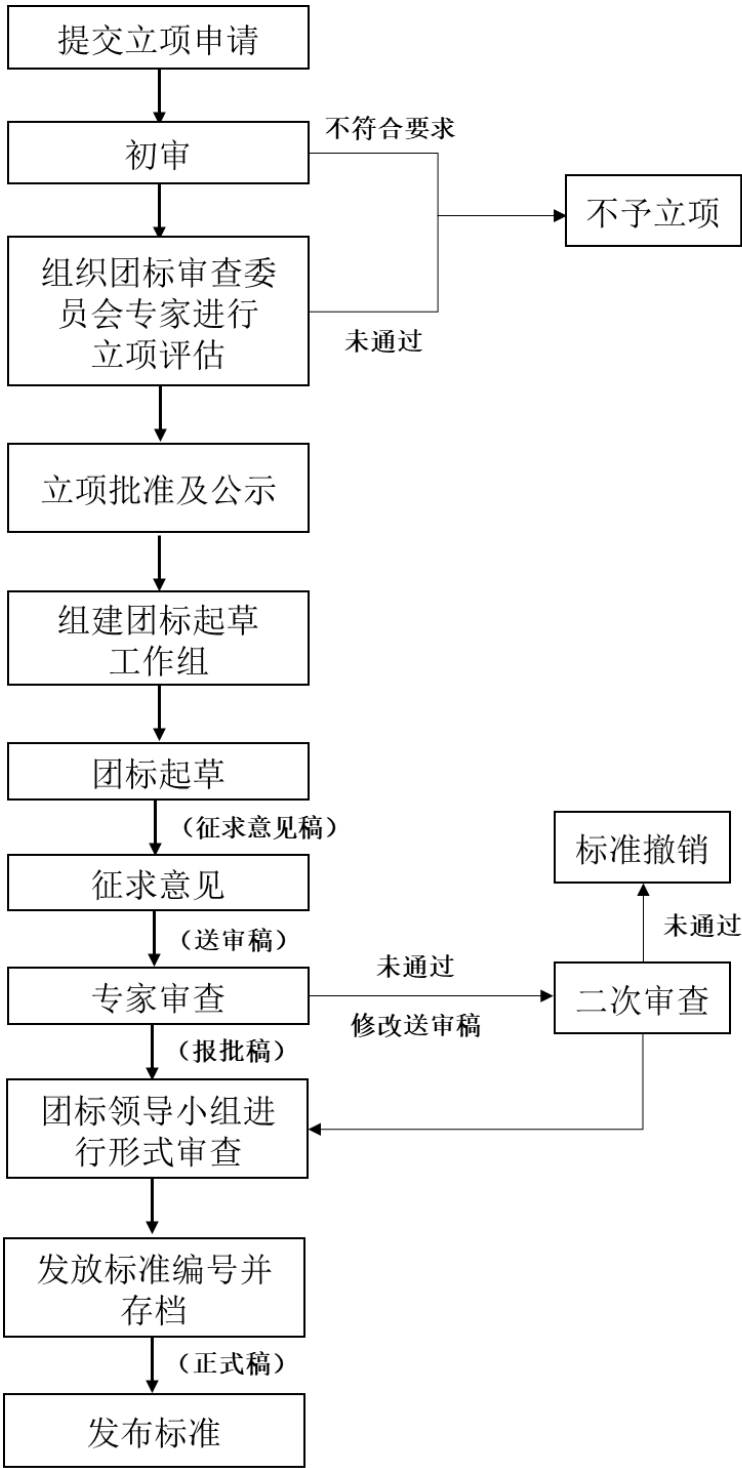 提交立项申请
不符合要求
初审
不予立项
组织团标审查委
员会专家进行
立项评估
未通过
立项批准及公示
组建团标起草
工作组
团标起草
（征求意见稿）
标准撤销
征求意见
未通过
（送审稿）
未通过
专家审查
二次审查
修改送审稿
（报批稿）
团标领导小组进
行形式审查
发放标准编号并
存档
（正式稿）
发布标准